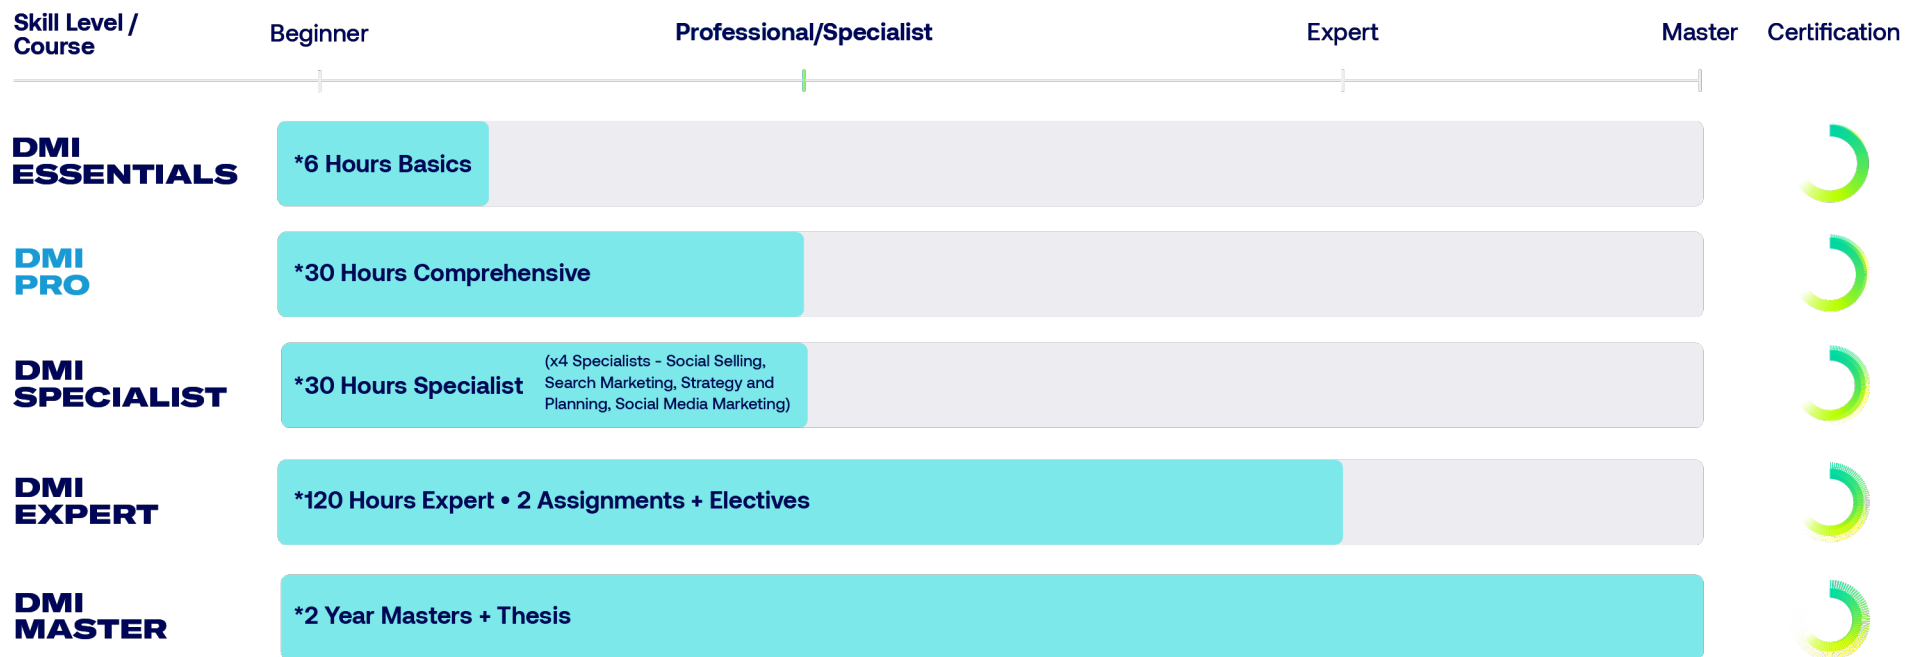 Skill Level /
Course
Beginner
Professional/Specialist
Expert
Master
Certification
DMI
ESSENTIALS
*6 Hours Basics
DMI
PRO
*30 Hours Comprehensive
DMI
SPECIALIST
*30 Hours Specialist
(x4 Specialists - Social Selling,
Search Marketing, Strategy and
Planning, Social Media Marketing)
DMI
EXPERT
*120 Hours Expert • 2 Assignments + Electives
DMI
MASTER
*2 Year Masters + Thesis